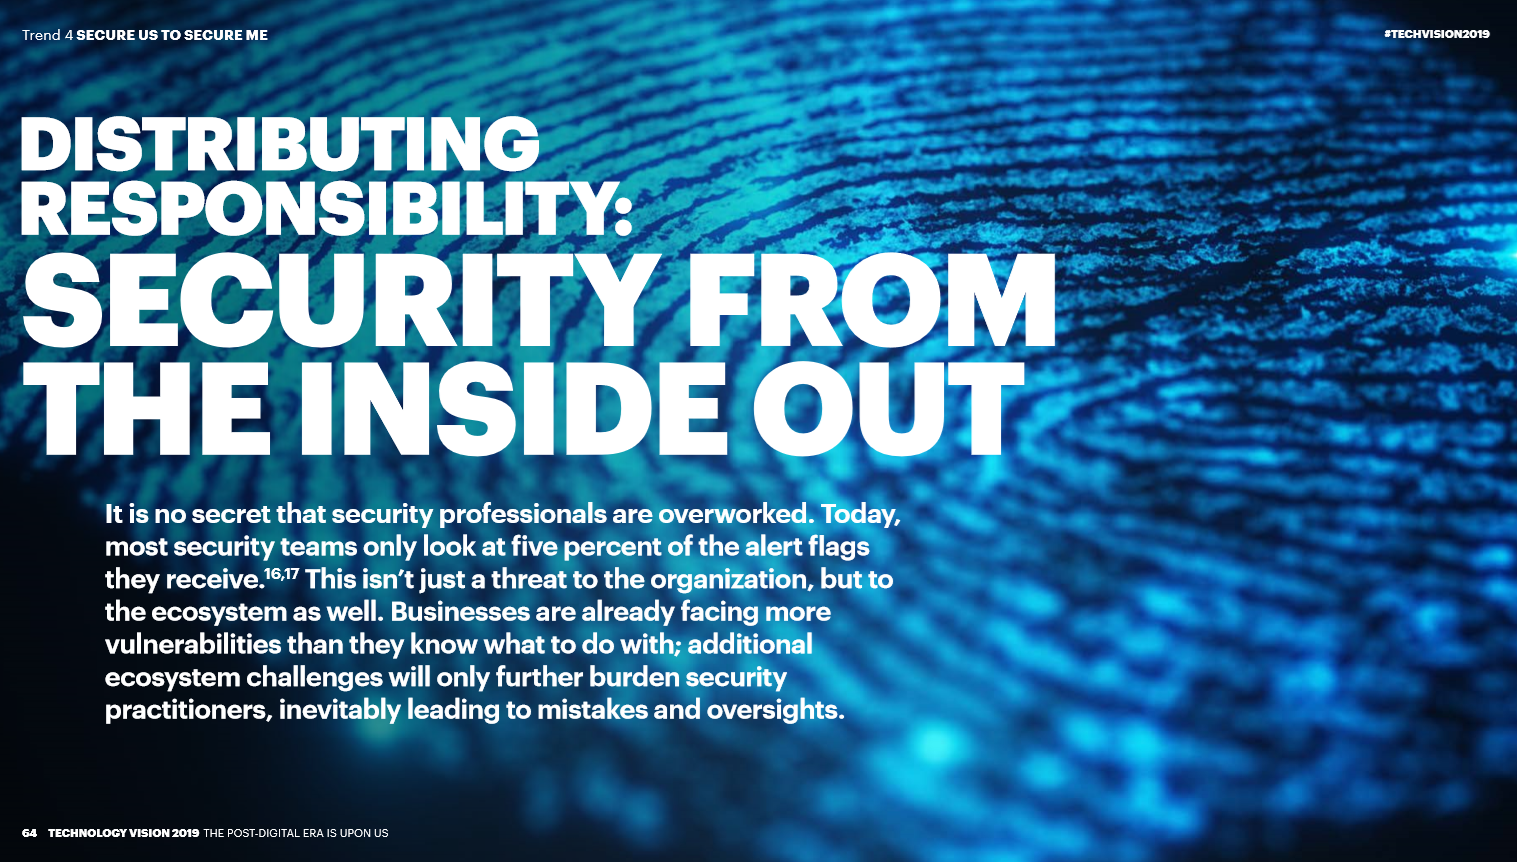 Trend 4 SECURE US TO SECURE ME
#TECHVISION2019
DISTRIBUTING
RESPONSIBILITY:
SECURITY FROM
THE INSIDE OUT
It is no secret that security professionals are overworked. Today,
most security teams only look at five percent of the alert flags
they receive.16,17 This isn’t just a threat to the organization, but to
the ecosystem as well. Businesses are already facing more
vulnerabilities than they know what to do with; additional
ecosystem challenges will only further burden security
practitioners, inevitably leading to mistakes and oversights.
64 TECHNOLOGY VISION 2019 THE POST-DIGITAL ERA IS UPON US